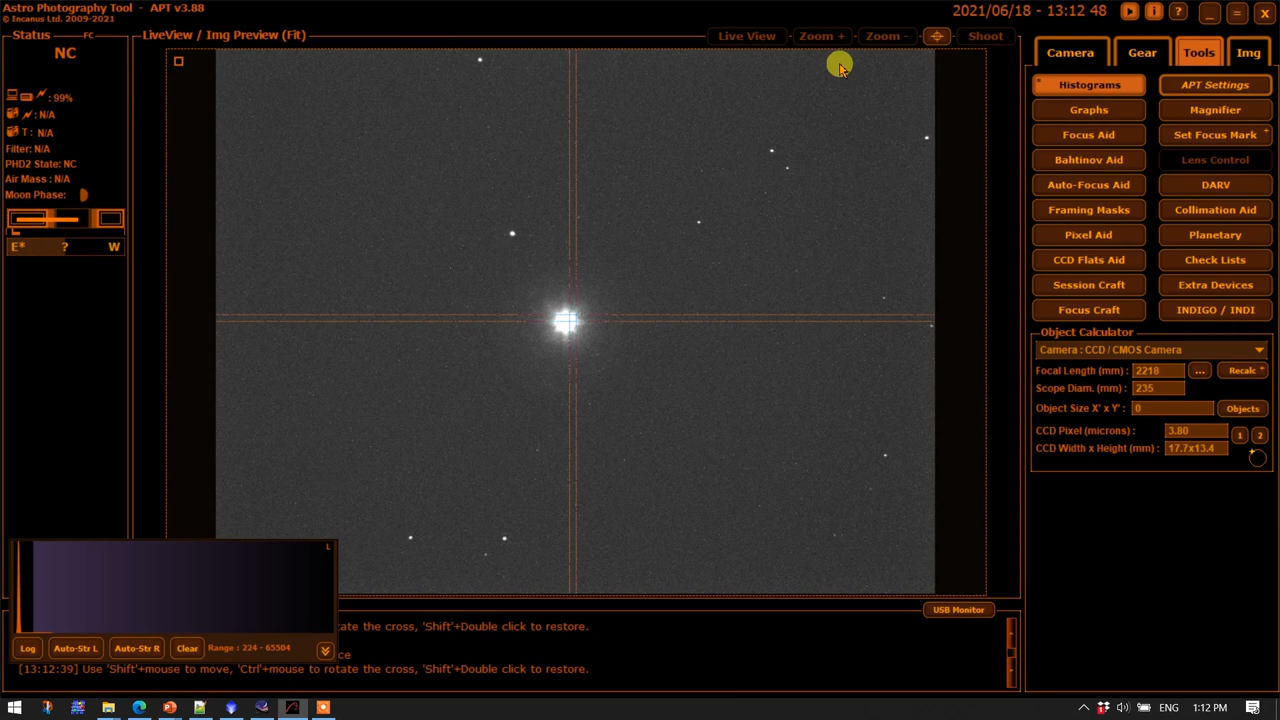 Astro Photography Tool - APT v3.88
© Incanus Ltd. 2009-2021
2021/06/18 - 13:12 48
i
?
Status
FC
NC
: 99%
: N/A
T : N/A
Filter: N/A
PHD2 State: NC
Air Mass : N/A
Moon Phase:
E*
?
W
LiveView / Img Preview (Fit)
Live View
Zoom +
Zoom -
Shoot
Camera
Gear
Tools
Img
Histograms
APT Settings
Graphs
Magnifier
Focus Aid
Set Focus Mark +
Bahtinov Aid
Lens Control
Auto-Focus Aid
DARV
Framing Masks
Collimation Aid
Pixel Aid
Planetary
CCD Flats Aid
Check Lists
Session Craft
Extra Devices
Focus Craft
INDIGO / INDI
Object Calculator
Camera : CCD / CMOS Camera
Focal Length (mm) : 2218 ... Recalc +
Scope Diam. (mm) : 235
Object Size X' x Y' : 0 Objects
CCD Pixel (microns) : 3.80 1 2
CCD Width x Height (mm) : 17.7x13.4
L
Log
Auto-Str L
Auto-Str R
Clear
Range : 224 - 65504
USB Monitor
tate the cross, 'Shift'+Double click to restore.
ce
[13:12:39] Use 'Shift'+mouse to move, 'Ctrl'+mouse to rotate the cross, 'Shift'+Double click to restore.
ENG
1:12 PM